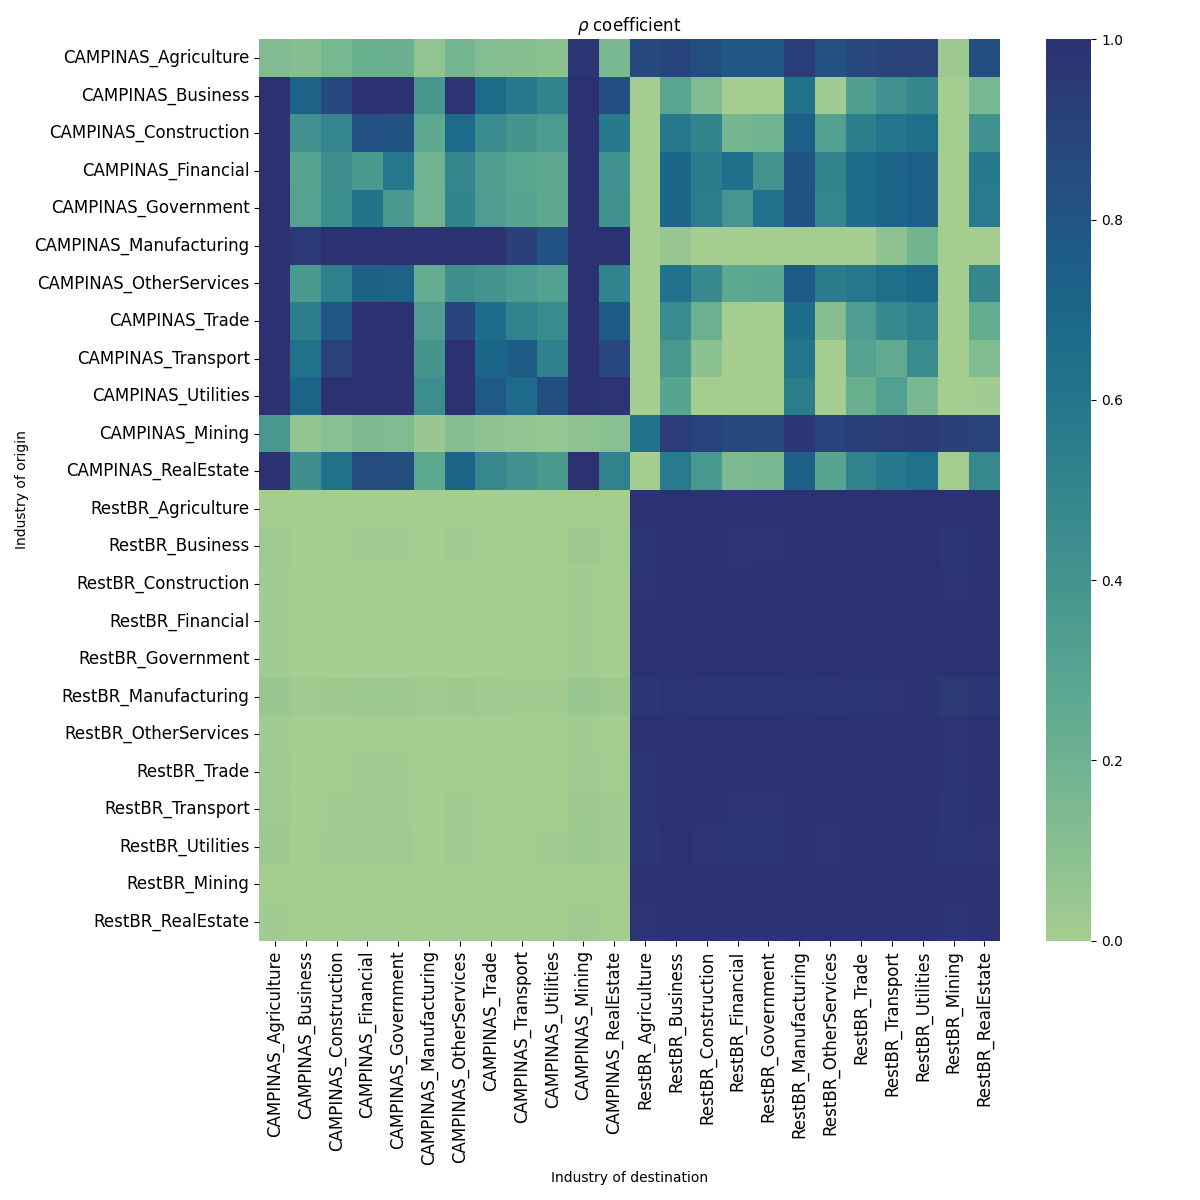 ρ coefficient
CAMPINAS_Agriculture
CAMPINAS_Business
CAMPINAS_Construction
CAMPINAS_Financial
CAMPINAS_Government
CAMPINAS_Manufacturing
CAMPINAS_OtherServices
CAMPINAS_Trade
CAMPINAS_Transport
CAMPINAS_Utilities
CAMPINAS_Mining
CAMPINAS_RealEstate
RestBR_Agriculture
RestBR_Business
RestBR_Construction
RestBR_Financial
RestBR_Government
RestBR_Manufacturing
RestBR_OtherServices
RestBR_Trade
RestBR_Transport
RestBR_Utilities
RestBR_Mining
RestBR_RealEstate
Industry of origin
CAMPINAS_Agriculture
CAMPINAS_Business
CAMPINAS_Construction
CAMPINAS_Financial
CAMPINAS_Government
CAMPINAS_Manufacturing
CAMPINAS_OtherServices
CAMPINAS_Trade
CAMPINAS_Transport
CAMPINAS_Utilities
CAMPINAS_Mining
CAMPINAS_RealEstate
RestBR_Agriculture
RestBR_Business
RestBR_Construction
RestBR_Financial
RestBR_Government
RestBR_Manufacturing
RestBR_OtherServices
RestBR_Trade
RestBR_Transport
RestBR_Utilities
RestBR_Mining
RestBR_RealEstate
Industry of destination
1.0
0.8
0.6
0.4
0.2
0.0